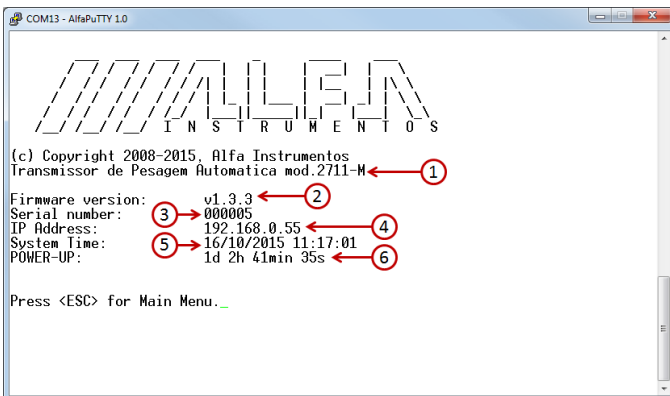 COM13 - AlfaPuTTY 1.0
ALFA
INSTRUMENTOS
(c) Copyright 2008-2015, Alfa Instrumentos
Transmissor de Pesagem Automatica mod.2711-M 1
Firmware version: v1.3.3 2
Serial number: 3 000005
IP Address: 192.168.0.55 4
System Time: 5 16/10/2015 11:17:01
POWER-UP: 1d 2h 41min 35s 6
Press <ESC> for Main Menu._